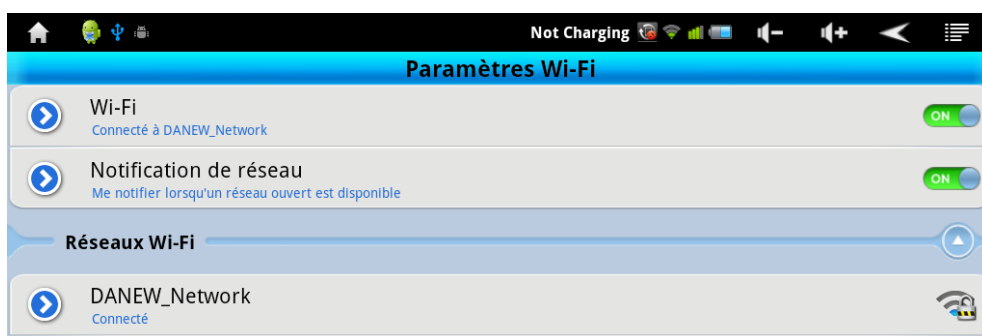 Not Charging
Paramètres Wi-Fi
Wi-Fi
ON
Connecté à DANEW_Network
Notification de réseau
ON
Me notifier lorsqu'un réseau ouvert est disponible
Réseaux Wi-Fi
DANEW_Network
Connecté